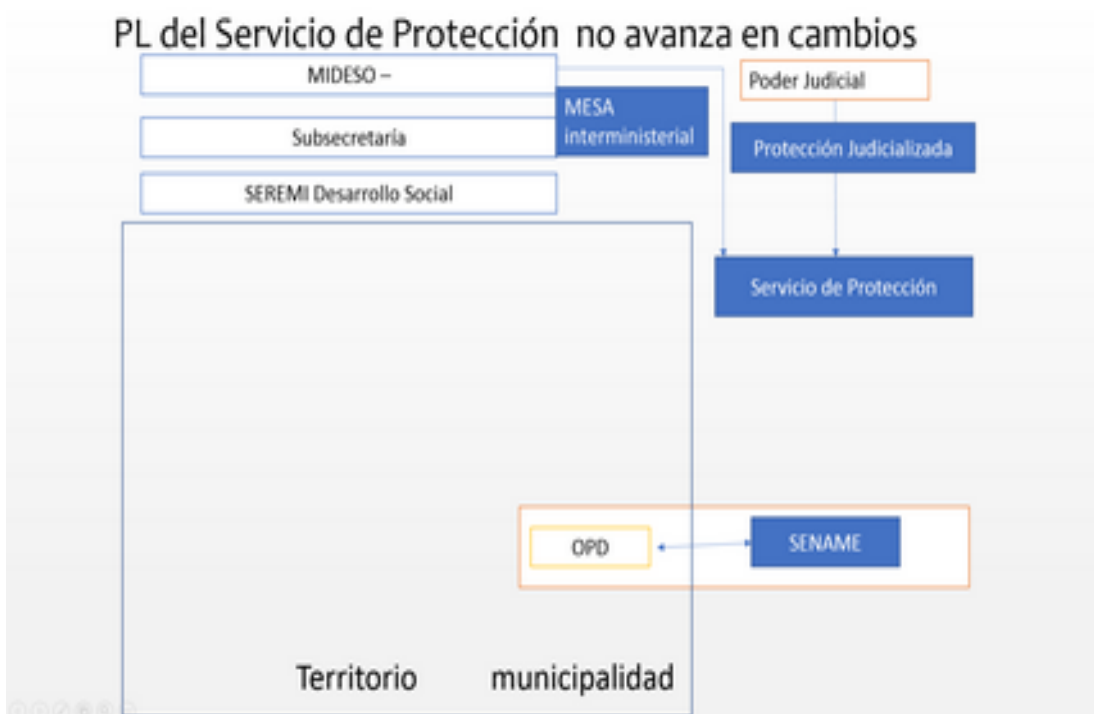 PL del Servicio de Protección no avanza en cambios
MIDESO –
Poder Judicial
MESA
interministerial
Subsecretaría
Protección Judicializada
SEREMI Desarrollo Social
Servicio de Protección
OPD
SENAME
Territorio municipalidad